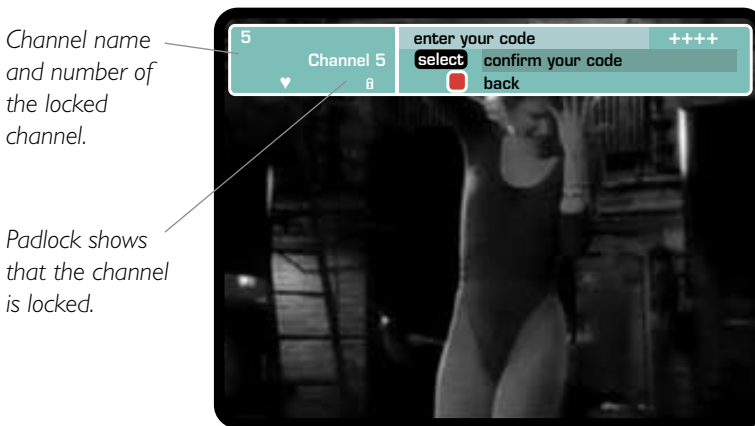 Channel name
and number of
the locked
channel.
Padlock shows
that the channel
is locked.
5
Channel 5
enter your code ++++
select confirm your code
back